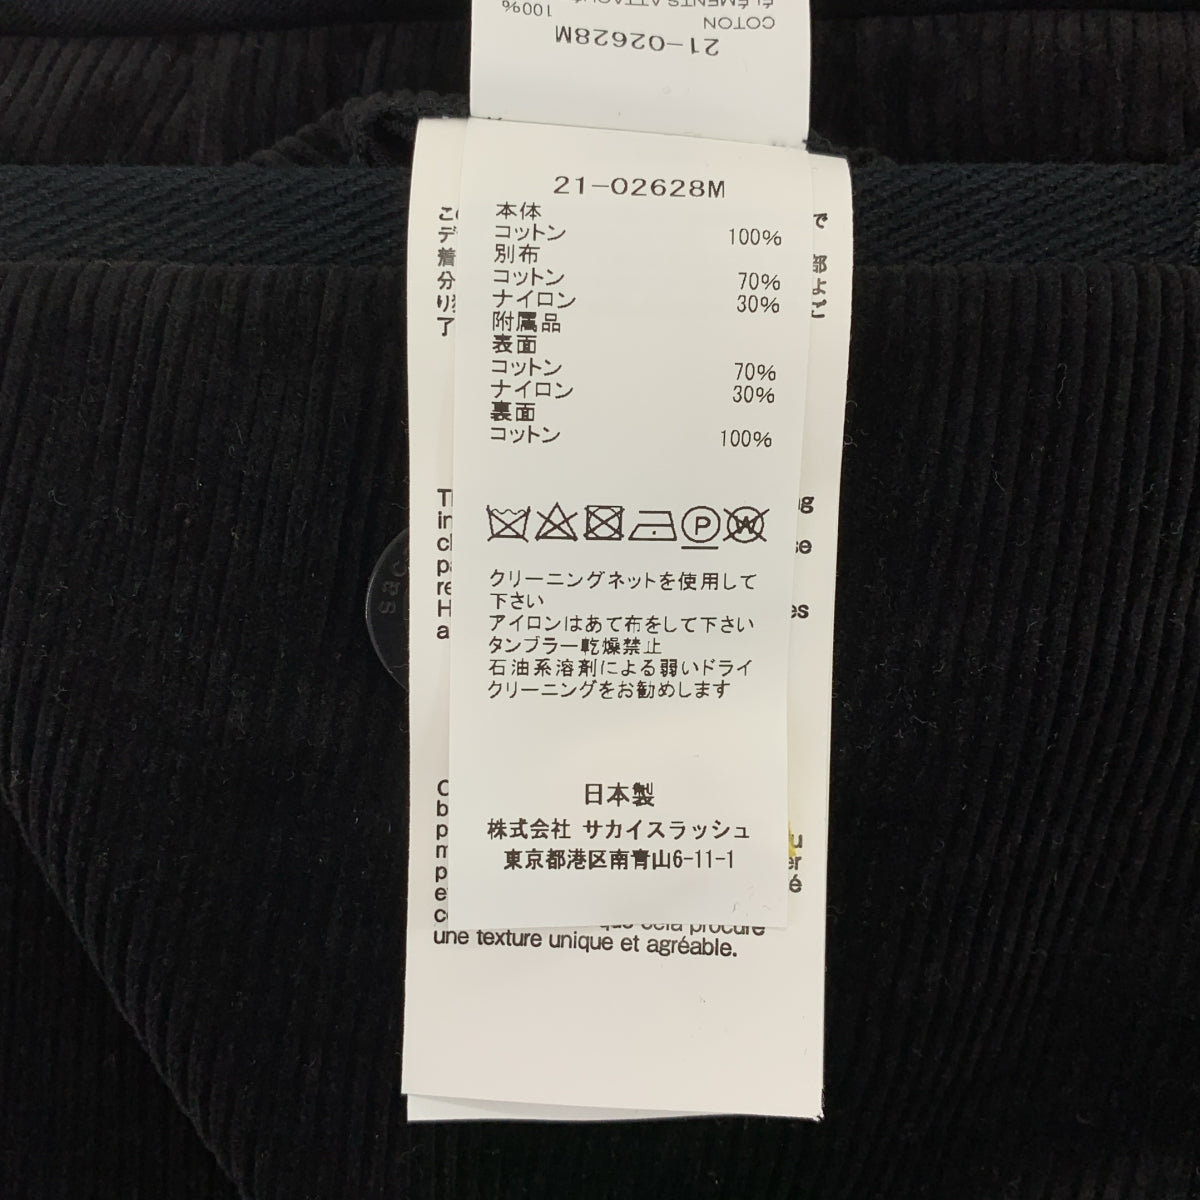 100%
ÉLÉMENTS
COTON
21-02628M
21-02628M
本体
コットン 100%
別布
コットン 70%
ナイロン 30%
附属品
表面
コットン 70%
ナイロン 30%
裏面
コットン 100%
P
W
クリーニングネットを使用して
下さい
アイロンはあて布をして下さい
タンブラー乾燥禁止
石油系溶剤による弱いドライ
クリーニングをお勧めします
日本製
株式会社 サカイスラッシュ
東京都港区南青山6-11-1
que cela procure
une texture unique et agréable.
sac